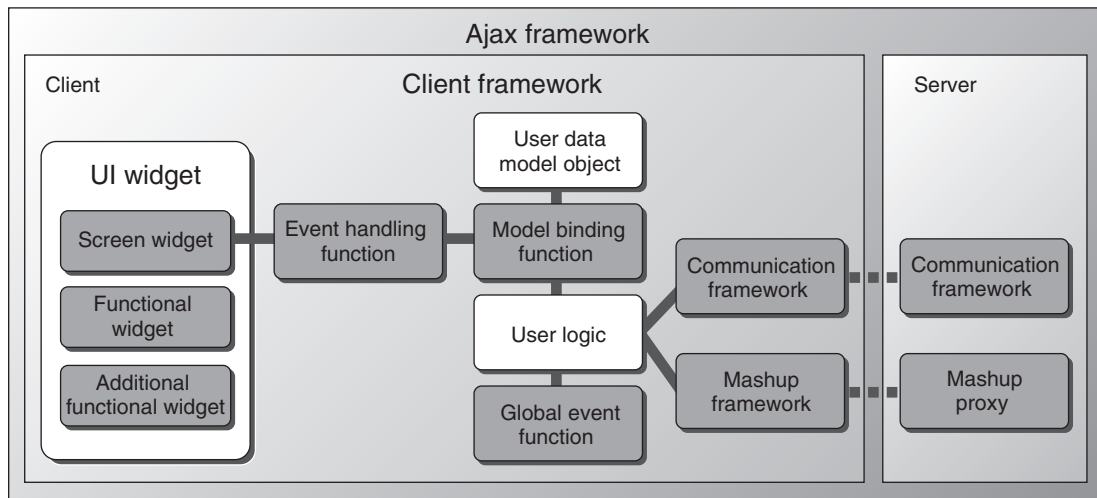 Ajax framework
Client
Client framework
Server
UI widget
Screen widget
Functional
widget
Additional
functional widget
Event handling
function
User data
model object
Model binding
function
User logic
Global event
function
Communication
framework
Mashup
framework
Communication
framework
Mashup
proxy